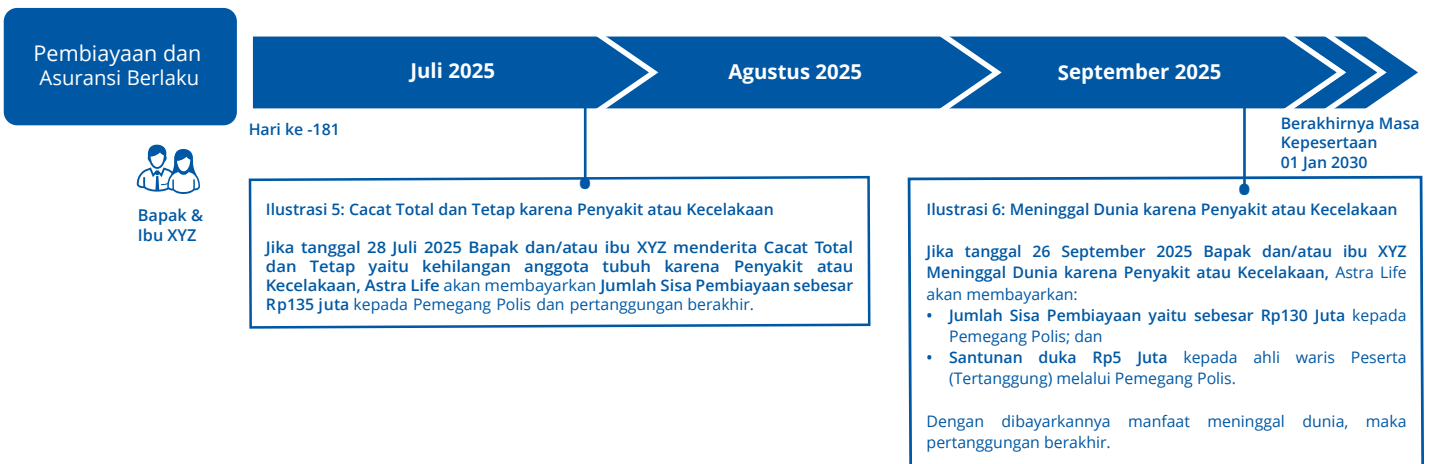 Pembiayaan dan
Asuransi Berlaku
Juli 2025
Agustus 2025
September 2025
Hari ke -181
Berakhirnya Masa
Kepesertaan
01 Jan 2030
Bapak &
Ibu XYZ
Ilustrasi 5: Cacat Total dan Tetap karena Penyakit atau Kecelakaan
Jika tanggal 28 Juli 2025 Bapak dan/atau ibu XYZ menderita Cacat Total
dan Tetap yaitu kehilangan anggota tubuh karena Penyakit atau
Kecelakaan, Astra Life akan membayarkan Jumlah Sisa Pembiayaan sebesar
Rp135 juta kepada Pemegang Polis dan pertanggungan berakhir.
Ilustrasi 6: Meninggal Dunia karena Penyakit atau Kecelakaan
Jika tanggal 26 September 2025 Bapak dan/atau ibu XYZ
Meninggal Dunia karena Penyakit atau Kecelakaan, Astra Life
akan membayarkan:
• Jumlah Sisa Pembiayaan yaitu sebesar Rp130 Juta kepada
Pemegang Polis; dan
• Santunan duka Rp5 Juta kepada ahli waris Peserta
(Tertanggung) melalui Pemegang Polis.
Dengan dibayarkannya manfaat meninggal dunia, maka
pertanggungan berakhir.